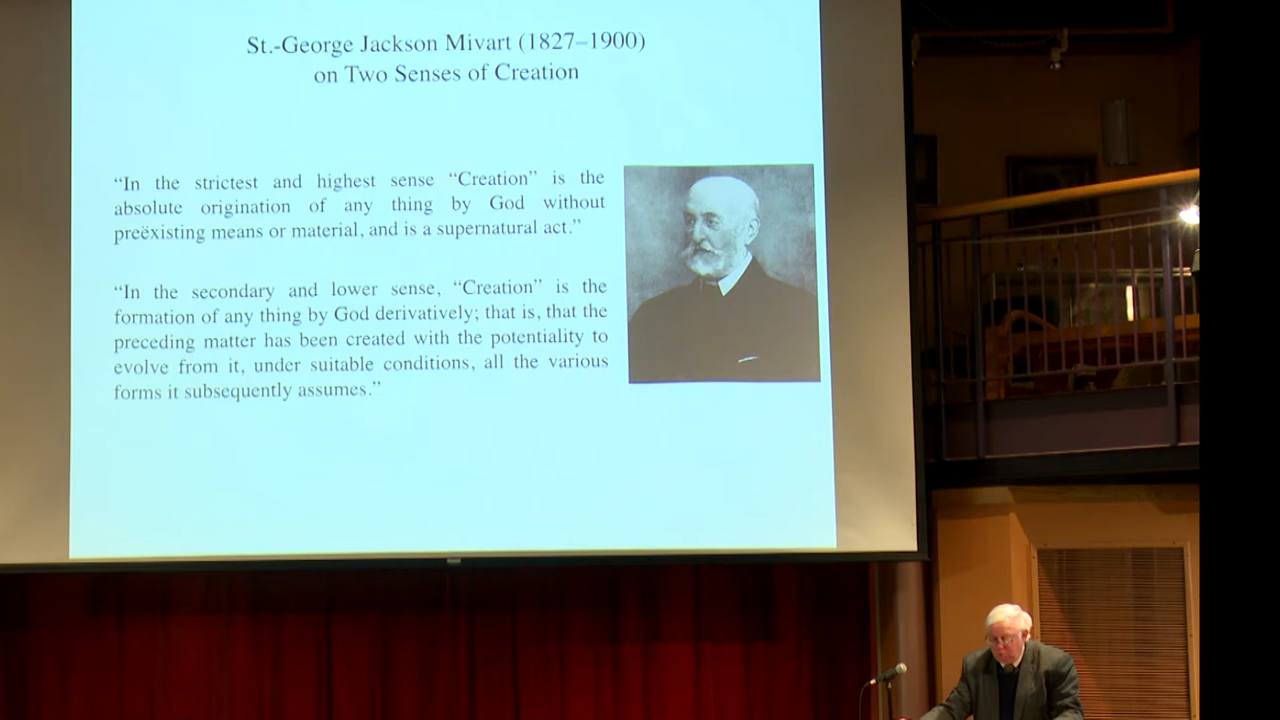 St.-George Jackson Mivart (1827–1900)
on Two Senses of Creation
“In the strictest and highest sense “Creation” is the
absolute origination of any thing by God without
preëxisting means or material, and is a supernatural act.”
“In the secondary and lower sense, “Creation” is the
formation of any thing by God derivatively; that is, that the
preceding matter has been created with the potentiality to
evolve from it, under suitable conditions, all the various
forms it subsequently assumes.”